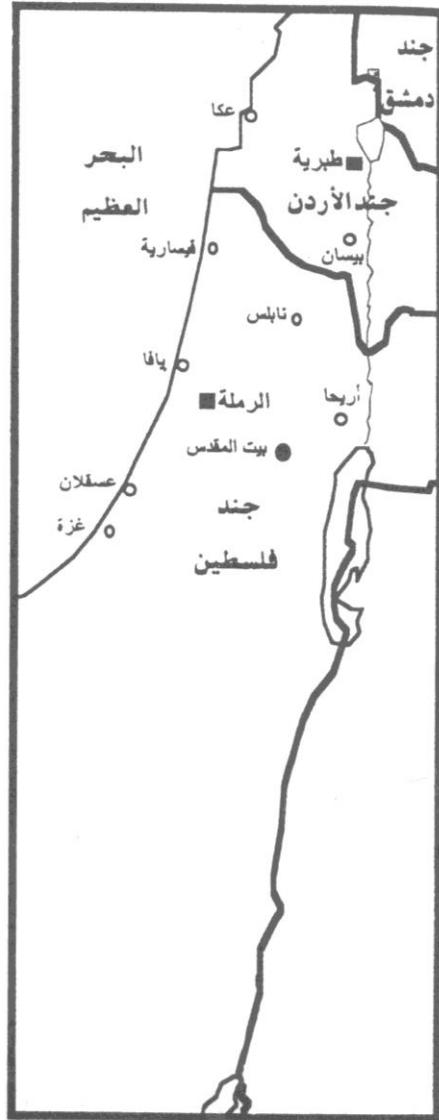 جند
دمشق
عكا
البحر
العظيم
طبرية
جند الأردن
قيسارية
بيسان
نابلس
يافا
الرملة
أريحا
بيت المقدس
عسقلان
جند
غزة
فلسطين